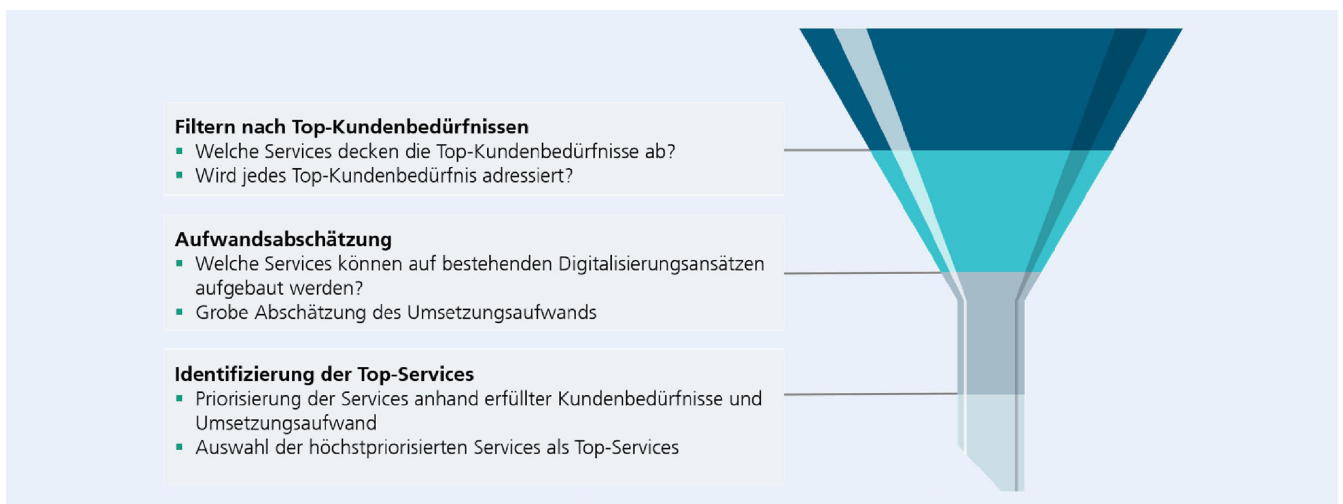 Filtern nach Top-Kundenbedürfnissen
▪ Welche Services decken die Top-Kundenbedürfnisse ab?
▪ Wird jedes Top-Kundenbedürfnis adressiert?
Aufwandsabschätzung
▪ Welche Services können auf bestehenden Digitalisierungsansätzen
aufgebaut werden?
▪ Grobe Abschätzung des Umsetzungsaufwands
Identifizierung der Top-Services
▪ Priorisierung der Services anhand erfüllter Kundenbedürfnisse und
Umsetzungsaufwand
▪ Auswahl der höchstpriorisierten Services als Top-Services